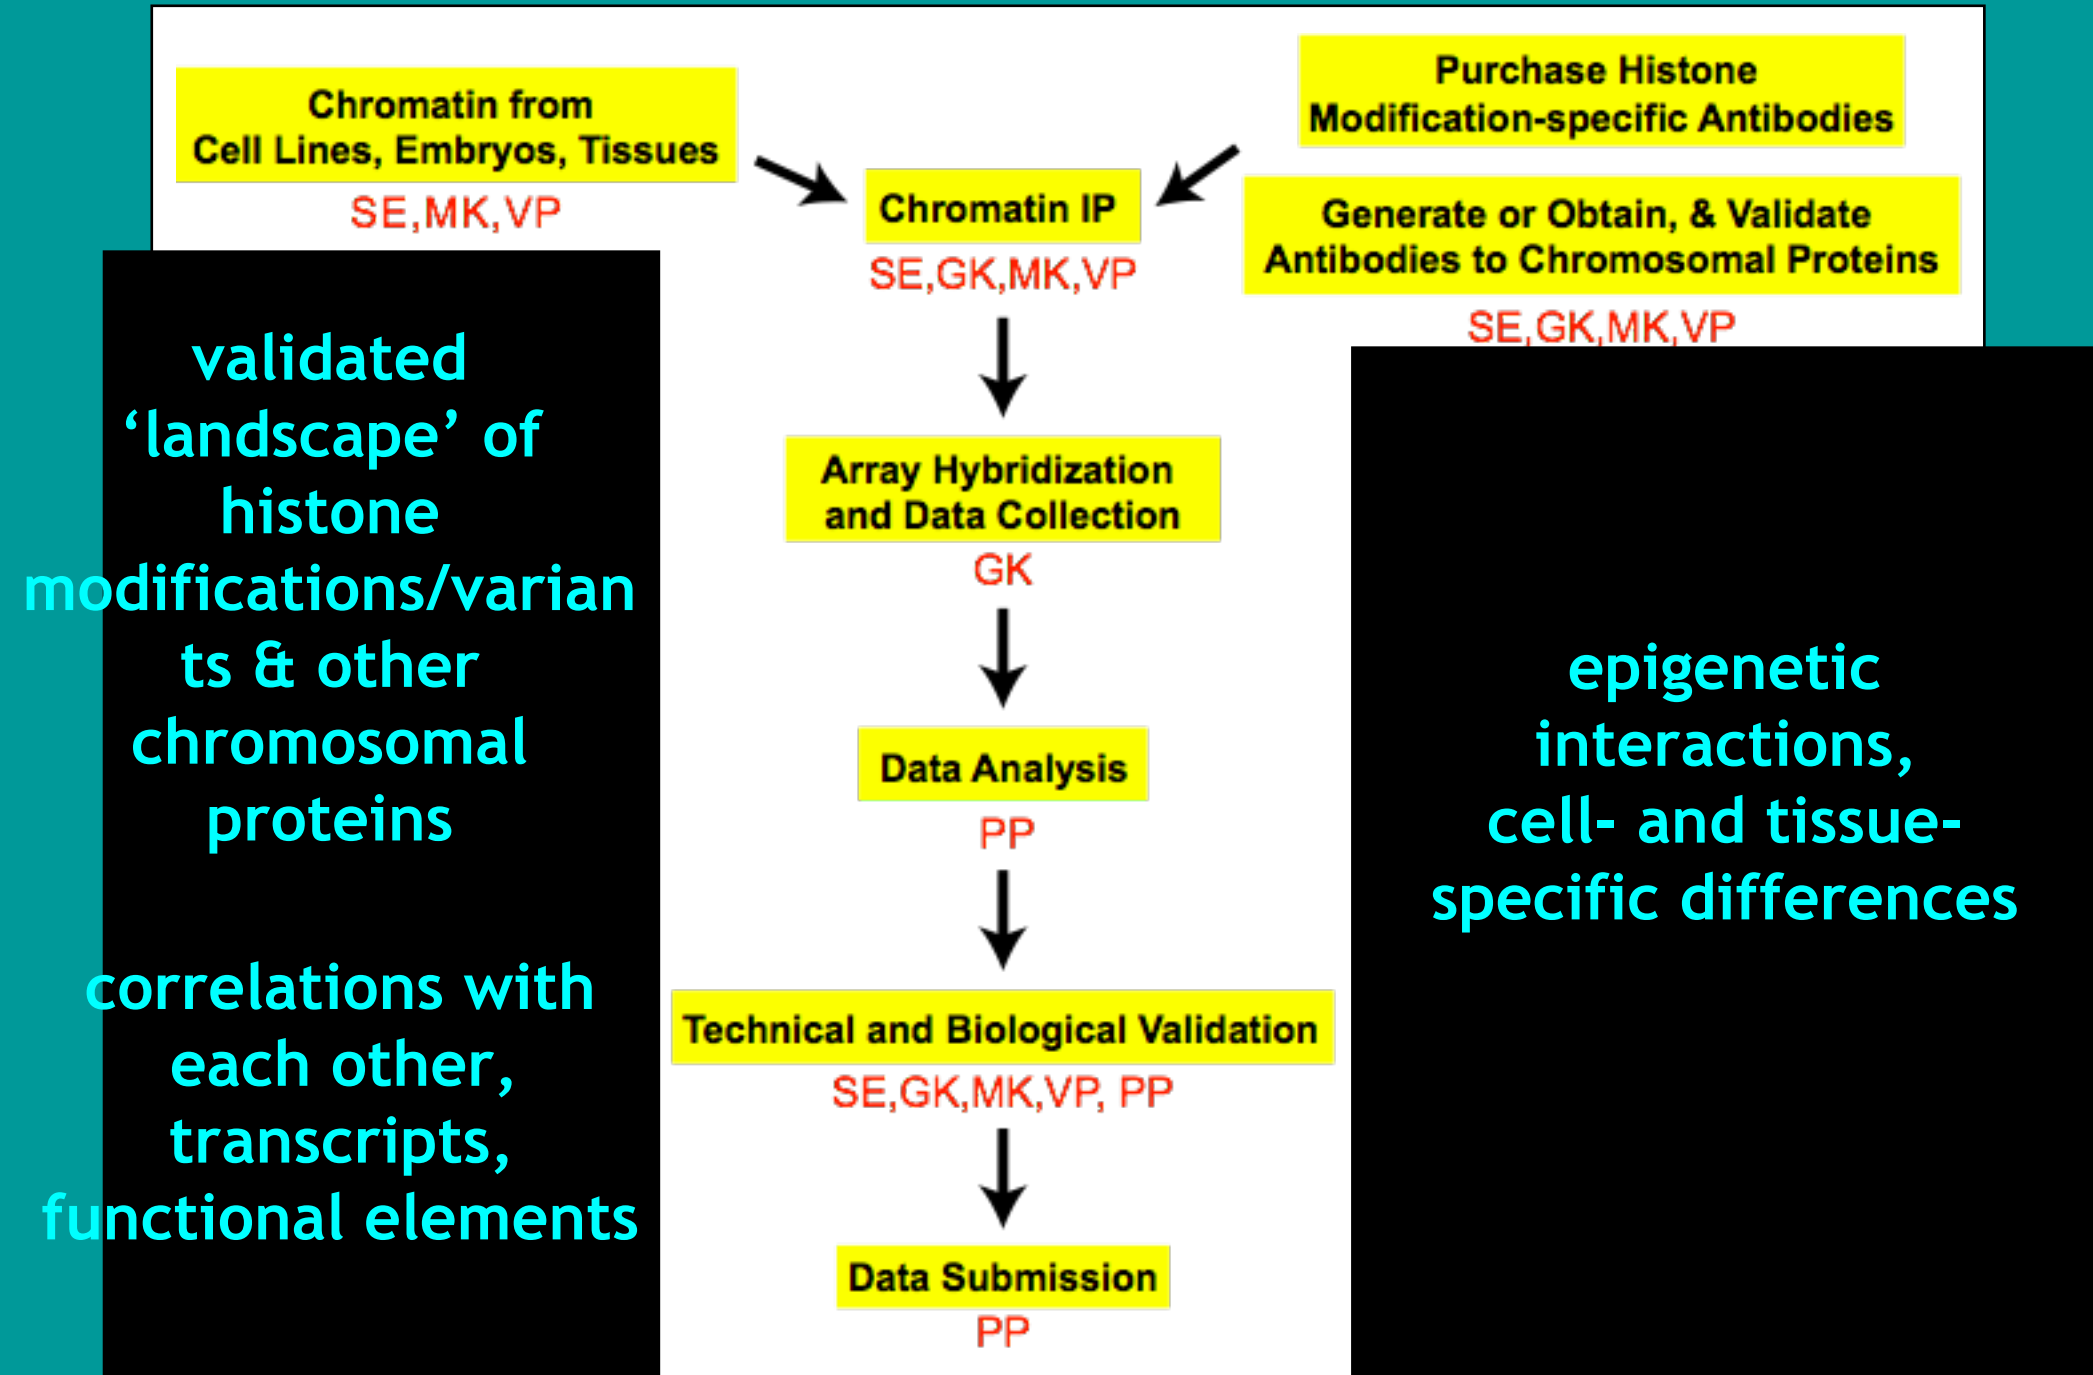 Chromatin from
Cell Lines, Embryos, Tissues
SE,MK,VP
Purchase Histone
Modification-specific Antibodies
Generate or Obtain, & Validate
Antibodies to Chromosomal Proteins
SE,GK,MK,VP
Chromatin IP
SE,GK,MK,VP
Array Hybridization
and Data Collection
GK
Data Analysis
PP
Technical and Biological Validation
SE,GK,MK,VP, PP
Data Submission
PP
validated
‘landscape’ of
histone
modifications/varian
ts & other
chromosomal
proteins
correlations with
each other,
transcripts,
functional elements
epigenetic
interactions,
cell- and tissue-
specific differences